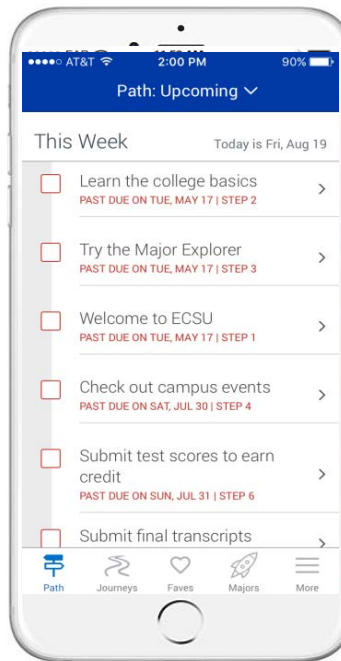 AT&T 2:00 PM 90%
Path: Upcoming
This Week Today is Fri, Aug 19
Learn the college basics
PAST DUE ON TUE, MAY 17 | STEP 2
Try the Major Explorer
PAST DUE ON TUE, MAY 17 | STEP 3
Welcome to ECSU
PAST DUE ON TUE, MAY 17 | STEP 1
Check out campus events
PAST DUE ON SAT, JUL 30 | STEP 4
Submit test scores to earn
credit
PAST DUE ON SUN, JUL 31 | STEP 6
Submit final transcripts
Path Journeys Faves Majors More